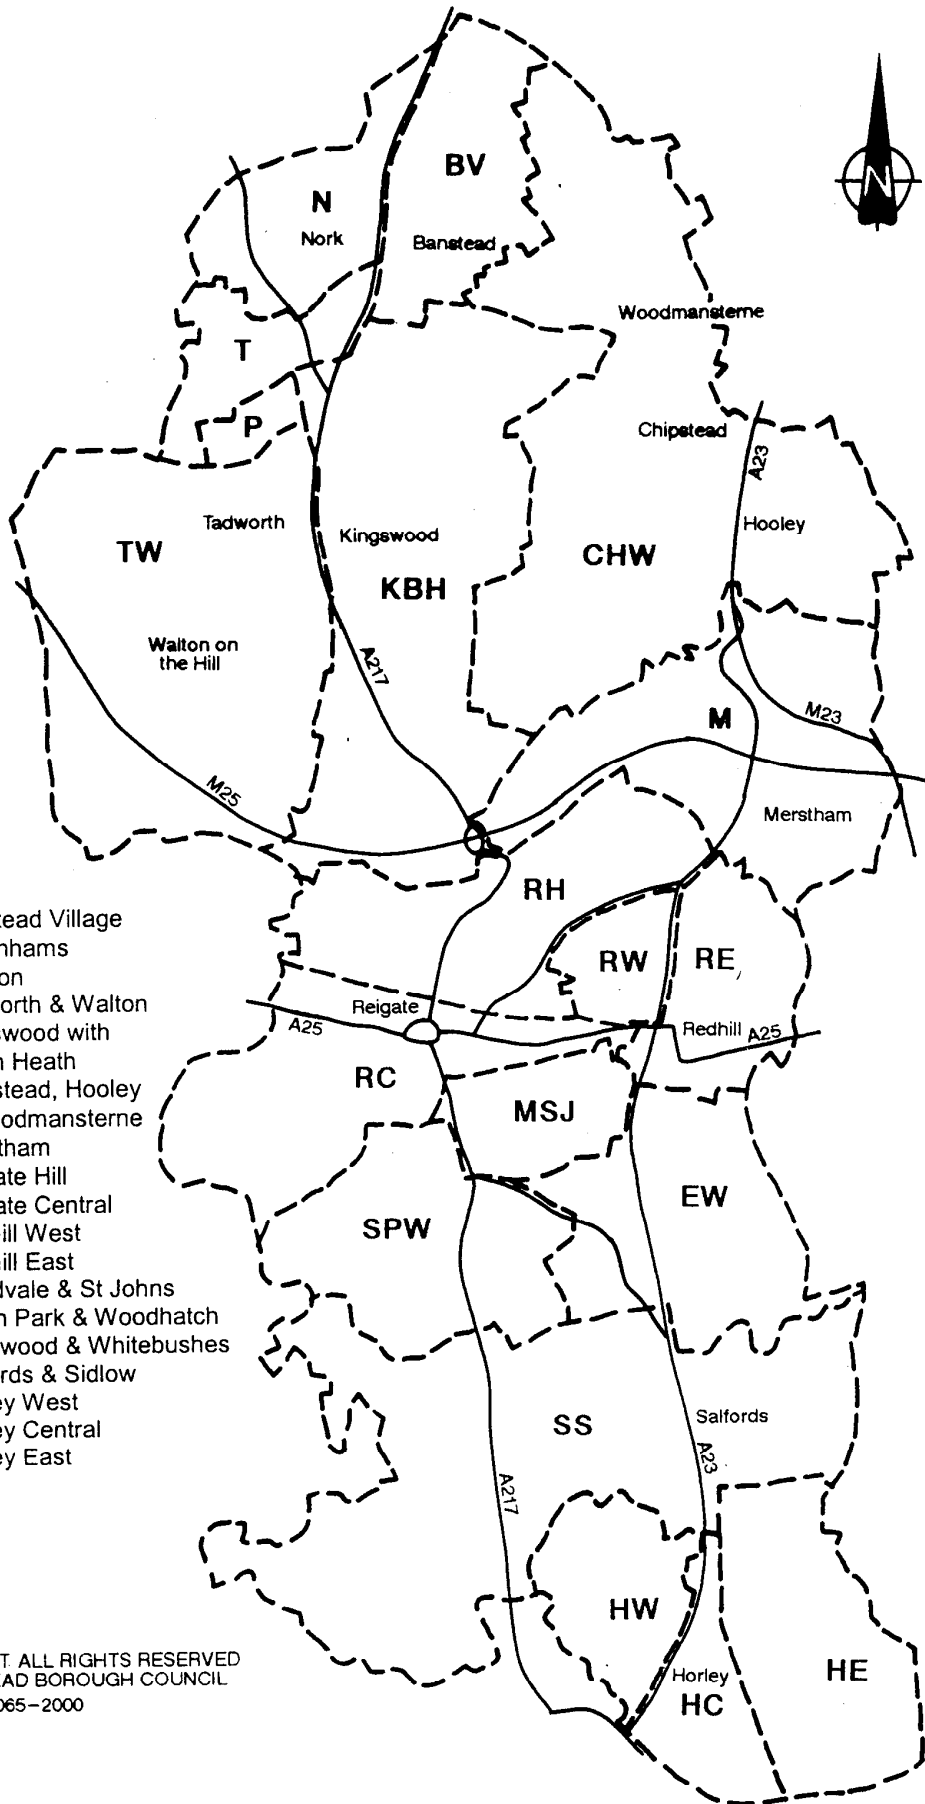 BV
N
N
Nork
Banstead
Woodmansterne
T
P
Chipstead
A23
TW
Tadworth
Kingswood
Hooley
CHW
KBH
Walton on
the Hill
A217
M
M23
M25
Merstham
RH
tead Village
nhams
on
orth & Walton
swood with
n Heath
stead, Hooley
oodmansterne
tham
ate Hill
ate Central
ill West
ill East
dvale & St Johns
n Park & Woodhatch
wood & Whitebushes
rds & Sidlow
ey West
ey Central
ey East
RW
RE
Reigate
A25
Redhill
A25
RC
MSJ
EW
SPW
SS
Salfords
A23
A217
HW
Horley
HC
HE
T. ALL RIGHTS RESERVED
EAD BOROUGH COUNCIL
065-2000